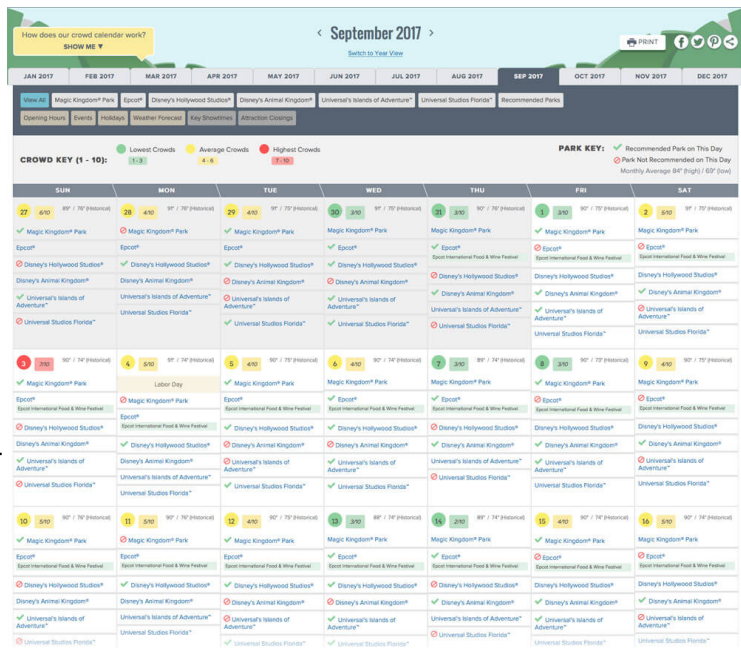 How does our crowd calendar work?
SHOW ME ▼
< September 2017 >
Switch to Year View
PRINT
JAN 2017 FEB 2017 MAR 2017 APR 2017 MAY 2017 JUN 2017 JUL 2017 AUG 2017 SEP 2017 OCT 2017 NOV 2017 DEC 2017
View All Magic Kingdom® Park Epcot® Disney's Hollywood Studios® Disney's Animal Kingdom® Universal's Islands of Adventure™ Universal Studios Florida™ Recommended Parks
Opening Hours Events Holidays Weather Forecast Key Showtimes Attraction Closings
CROWD KEY (1 - 10):
Lowest Crowds
1 - 3
Average Crowds
4 - 6
Highest Crowds
7 - 10
PARK KEY:
Recommended Park on This Day
Park Not Recommended on This Day
Monthly Average 84° (high) / 69° (low)
SUN MON TUE WED THU FRI SAT
27 6/10 89° / 76° (Historical)
Magic Kingdom® Park
Epcot®
Disney's Hollywood Studios®
Disney's Animal Kingdom®
Universal's Islands of
Adventure™
Universal Studios Florida™
28 4/10 91° / 76° (Historical)
Magic Kingdom® Park
Epcot®
Disney's Hollywood Studios®
Disney's Animal Kingdom®
Universal's Islands of Adventure™
Universal Studios Florida™
29 4/10 91° / 75° (Historical)
Magic Kingdom® Park
Epcot®
Disney's Hollywood Studios®
Disney's Animal Kingdom®
Universal's Islands of
Adventure™
Universal Studios Florida™
30 3/10 91° / 75° (Historical)
Magic Kingdom® Park
Epcot®
Disney's Hollywood Studios®
Disney's Animal Kingdom®
Universal's Islands of
Adventure™
Universal Studios Florida™
31 3/10 90° / 76° (Historical)
Magic Kingdom® Park
Epcot®
Epcot International Food & Wine Festival
Disney's Hollywood Studios®
Disney's Animal Kingdom®
Universal's Islands of Adventure™
Universal Studios Florida™
1 3/10 90° / 75° (Historical)
Magic Kingdom® Park
Epcot®
Epcot International Food & Wine Festival
Disney's Hollywood Studios®
Disney's Animal Kingdom®
Universal's Islands of
Adventure™
Universal Studios Florida™
2 5/10 91° / 75° (Historical)
Magic Kingdom® Park
Epcot®
Epcot International Food & Wine Festival
Disney's Hollywood Studios®
Disney's Animal Kingdom®
Universal's Islands of
Adventure™
Universal Studios Florida™
3 7/10 90° / 74° (Historical)
Magic Kingdom® Park
Epcot®
Epcot International Food & Wine Festival
Disney's Hollywood Studios®
Disney's Animal Kingdom®
Universal's Islands of
Adventure™
Universal Studios Florida™
4 5/10 91° / 74° (Historical)
Labor Day
Magic Kingdom® Park
Epcot®
Epcot International Food & Wine Festival
Disney's Hollywood Studios®
Disney's Animal Kingdom®
Universal's Islands of Adventure™
Universal Studios Florida™
5 4/10 90° / 75° (Historical)
Magic Kingdom® Park
Epcot®
Epcot International Food & Wine Festival
Disney's Hollywood Studios®
Disney's Animal Kingdom®
Universal's Islands of
Adventure™
Universal Studios Florida™
6 4/10 90° / 74° (Historical)
Magic Kingdom® Park
Epcot®
Epcot International Food & Wine Festival
Disney's Hollywood Studios®
Disney's Animal Kingdom®
Universal's Islands of
Adventure™
Universal Studios Florida™
7 3/10 89° / 74° (Historical)
Magic Kingdom® Park
Epcot®
Epcot International Food & Wine Festival
Disney's Hollywood Studios®
Disney's Animal Kingdom®
Universal's Islands of Adventure™
Universal Studios Florida™
8 3/10 90° / 73° (Historical)
Magic Kingdom® Park
Epcot®
Epcot International Food & Wine Festival
Disney's Hollywood Studios®
Disney's Animal Kingdom®
Universal's Islands of
Adventure™
Universal Studios Florida™
9 4/10 90° / 74° (Historical)
Magic Kingdom® Park
Epcot®
Epcot International Food & Wine Festival
Disney's Hollywood Studios®
Disney's Animal Kingdom®
Universal's Islands of
Adventure™
Universal Studios Florida™
10 5/10 90° / 76° (Historical)
Magic Kingdom® Park
Epcot®
Epcot International Food & Wine Festival
Disney's Hollywood Studios®
Disney's Animal Kingdom®
Universal's Islands of
Adventure™
Universal Studios Florida™
11 5/10 90° / 75° (Historical)
Magic Kingdom® Park
Epcot®
Epcot International Food & Wine Festival
Disney's Hollywood Studios®
Disney's Animal Kingdom®
Universal's Islands of Adventure™
Universal Studios Florida™
12 4/10 90° / 75° (Historical)
Magic Kingdom® Park
Epcot®
Epcot International Food & Wine Festival
Disney's Hollywood Studios®
Disney's Animal Kingdom®
Universal's Islands of
Adventure™
Universal Studios Florida™
13 3/10 88° / 74° (Historical)
Magic Kingdom® Park
Epcot®
Epcot International Food & Wine Festival
Disney's Hollywood Studios®
Disney's Animal Kingdom®
Universal's Islands of
Adventure™
Universal Studios Florida™
14 2/10 89° / 74° (Historical)
Magic Kingdom® Park
Epcot®
Epcot International Food & Wine Festival
Disney's Hollywood Studios®
Disney's Animal Kingdom®
Universal's Islands of Adventure™
Universal Studios Florida™
15 4/10 90° / 74° (Historical)
Magic Kingdom® Park
Epcot®
Epcot International Food & Wine Festival
Disney's Hollywood Studios®
Disney's Animal Kingdom®
Universal's Islands of
Adventure™
Universal Studios Florida™
16 5/10 90° / 74° (Historical)
Magic Kingdom® Park
Epcot®
Epcot International Food & Wine Festival
Disney's Hollywood Studios®
Disney's Animal Kingdom®
Universal's Islands of
Adventure™
Universal Studios Florida™